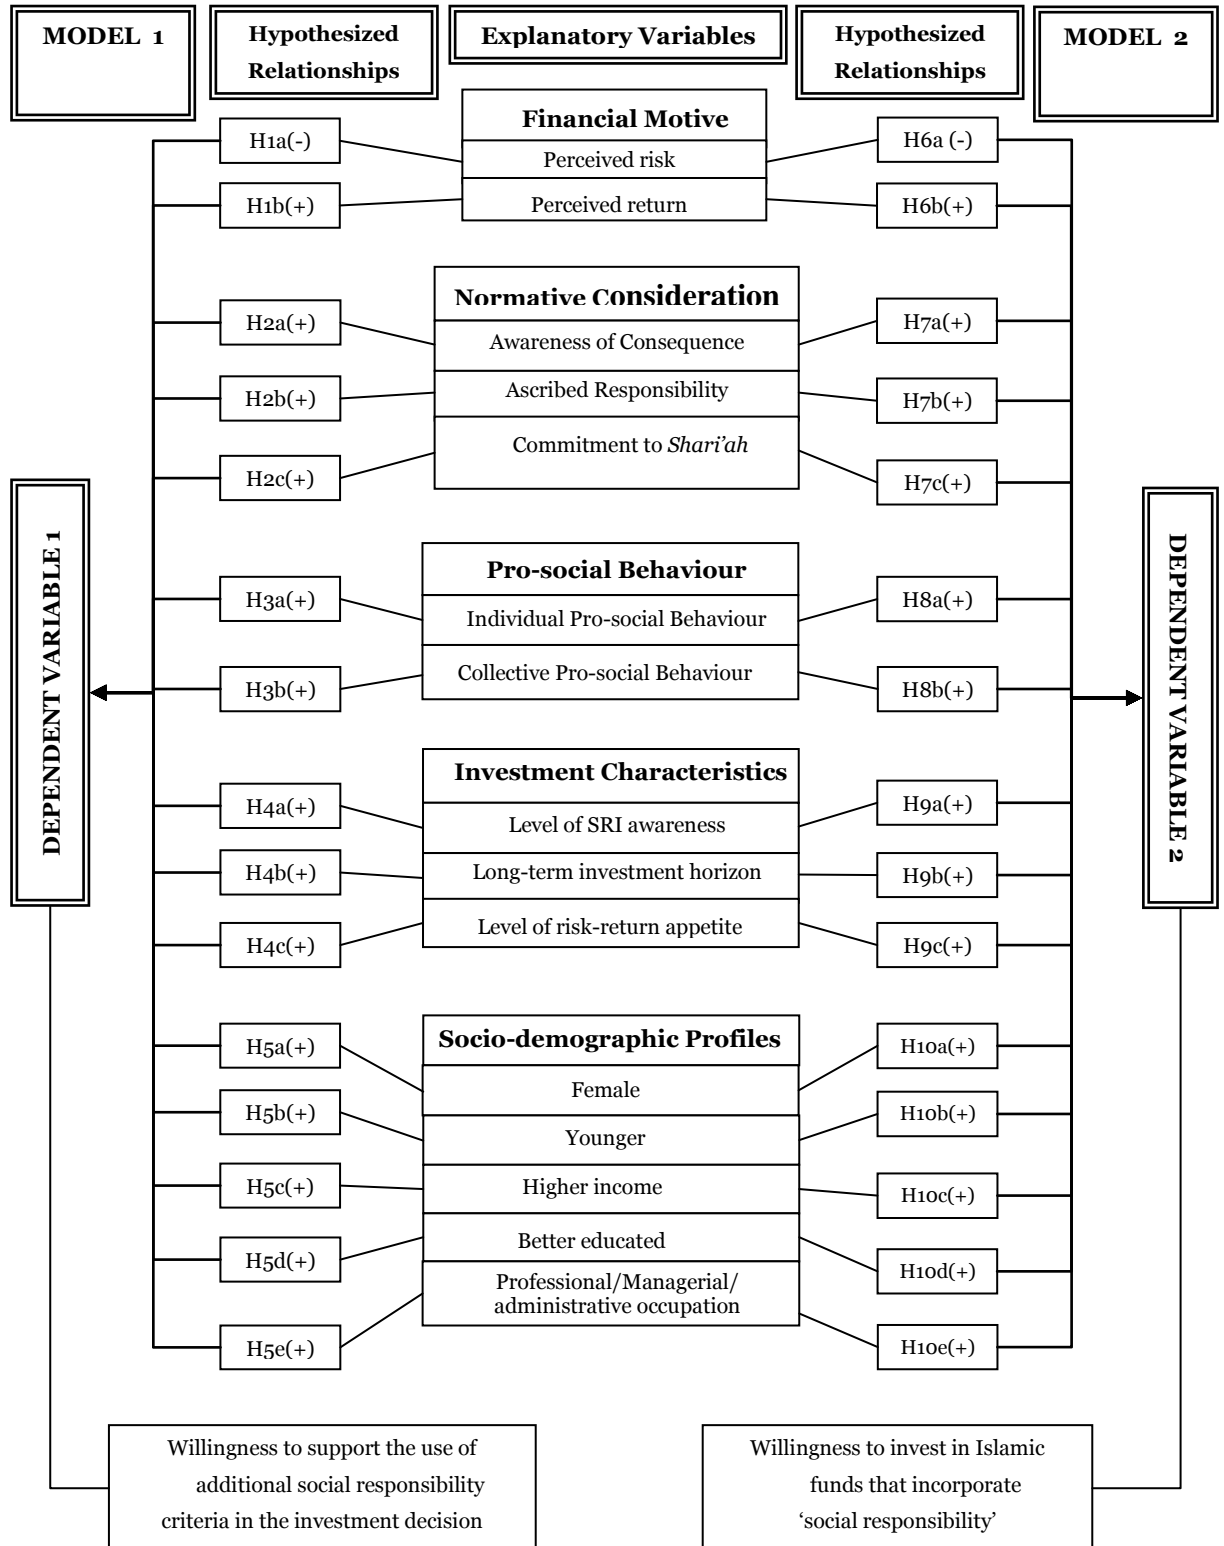 MODEL 1
Hypothesized
Relationships
Explanatory Variables
Hypothesized
Relationships
MODEL 2
Financial Motive
H1a(-)
Perceived risk
H6a (-)
H1b(+)
Perceived return
H6b(+)
Normative Consideration
H2a(+)
Awareness of Consequence
H7a(+)
H2b(+)
Ascribed Responsibility
H7b(+)
H2c(+)
Commitment to Shari’ah
H7c(+)
DEPENDENT VARIABLE 1
DEPENDENT VARIABLE 2
Pro-social Behaviour
H3a(+)
Individual Pro-social Behaviour
H8a(+)
H3b(+)
Collective Pro-social Behaviour
H8b(+)
Investment Characteristics
H4a(+)
Level of SRI awareness
H9a(+)
H4b(+)
Long-term investment horizon
H9b(+)
H4c(+)
Level of risk-return appetite
H9c(+)
Socio-demographic Profiles
H5a(+)
Female
H10a(+)
H5b(+)
Younger
H10b(+)
H5c(+)
Higher income
H10c(+)
H5d(+)
Better educated
H10d(+)
H5e(+)
Professional/Managerial/
administrative occupation
H10e(+)
Willingness to support the use of
additional social responsibility
criteria in the investment decision
Willingness to invest in Islamic
funds that incorporate
‘social responsibility’